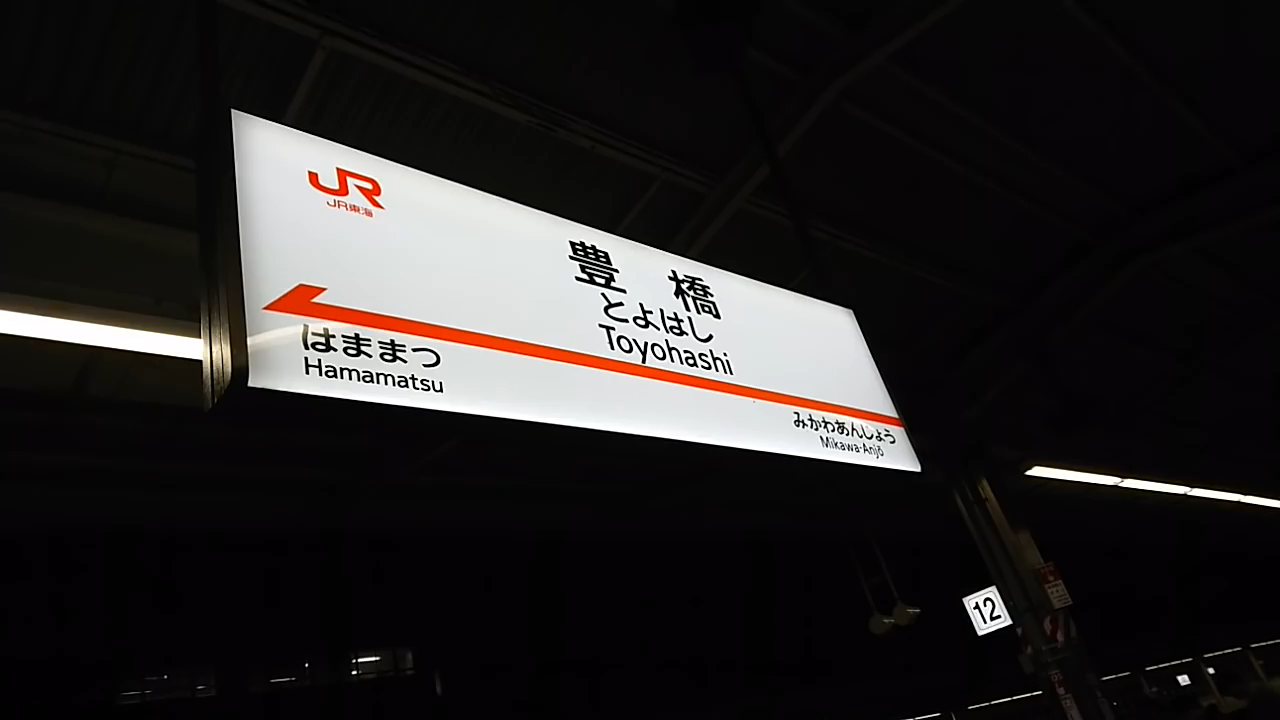 JR
JR東海
豊橋
とよはし
Toyohashi
はままつ
Hamamatsu
みかわあんじょう
Mikawa-Anjō
12